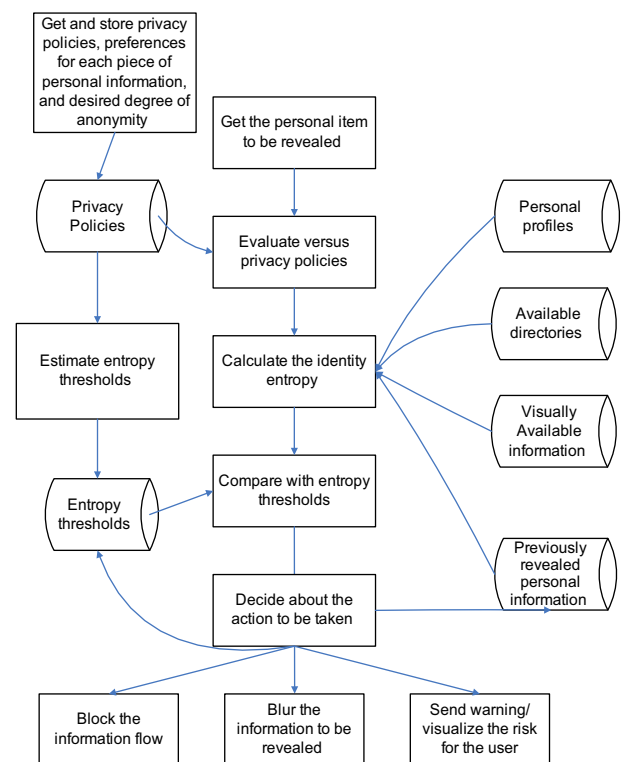 Get and store privacy
policies, preferences
for each piece of
personal information,
and desired degree of
anonymity
Get the personal item
to be revealed
Privacy
Policies
Evaluate versus
privacy policies
Personal
profiles
Available
directories
Estimate entropy
thresholds
Calculate the identity
entropy
Visually
Available
information
Entropy
thresholds
Compare with entropy
thresholds
Previously
revealed
personal
information
Decide about the
action to be taken
Block the
information flow
Blur the
information to be
revealed
Send warning/
visualize the risk
for the user